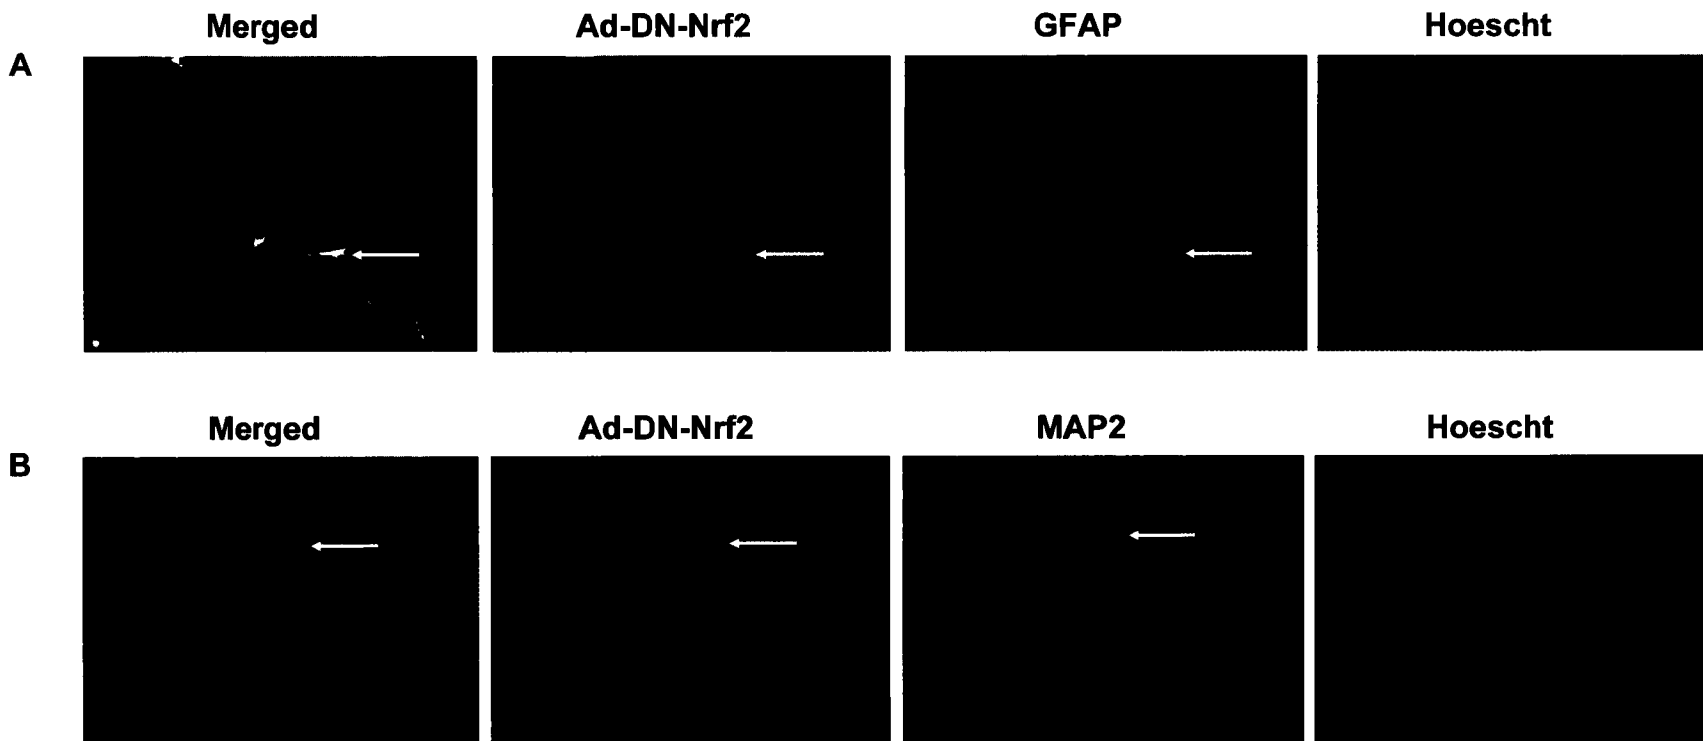 Merged Ad-DN-Nrf2 GFAP Hoescht
A
Merged Ad-DN-Nrf2 MAP2 Hoescht
B